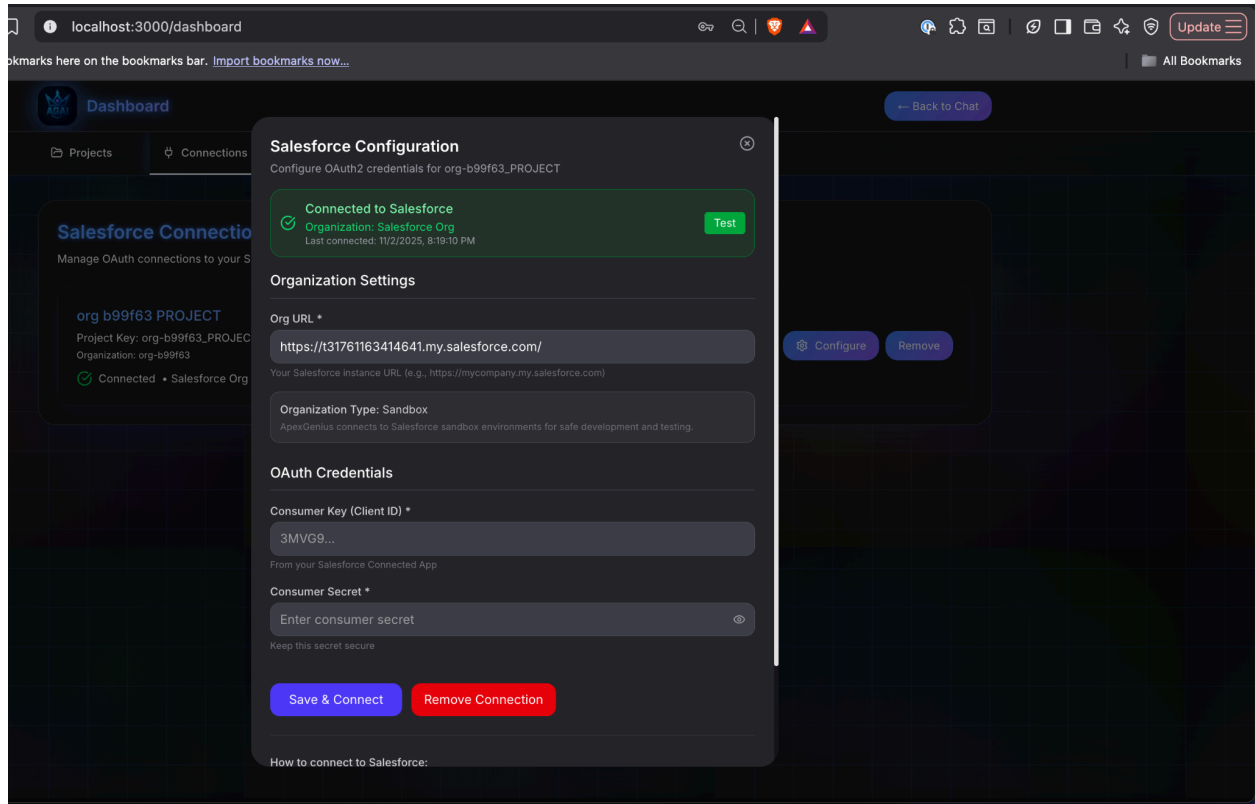 localhost:3000/dashboard
Update
okmarks here on the bookmarks bar. Import bookmarks now...
All Bookmarks
AGAI
Dashboard
← Back to Chat
Projects
Connections
Salesforce Connectio
Manage OAuth connections to your S
org b99f63 PROJECT
Project Key: org-b99f63_PROJEC
Organization: org-b99f63
Connected • Salesforce Org
Configure
Remove
Salesforce Configuration
Configure OAuth2 credentials for org-b99f63_PROJECT
Connected to Salesforce
Organization: Salesforce Org
Last connected: 11/2/2025, 8:19:10 PM
Test
Organization Settings
Org URL *
https://t31761163414641.my.salesforce.com/
Your Salesforce instance URL (e.g., https://mycompany.my.salesforce.com)
Organization Type: Sandbox
ApexGenius connects to Salesforce sandbox environments for safe development and testing.
OAuth Credentials
Consumer Key (Client ID) *
3MVG9...
From your Salesforce Connected App
Consumer Secret *
Enter consumer secret
Keep this secret secure
Save & Connect
Remove Connection
How to connect to Salesforce: